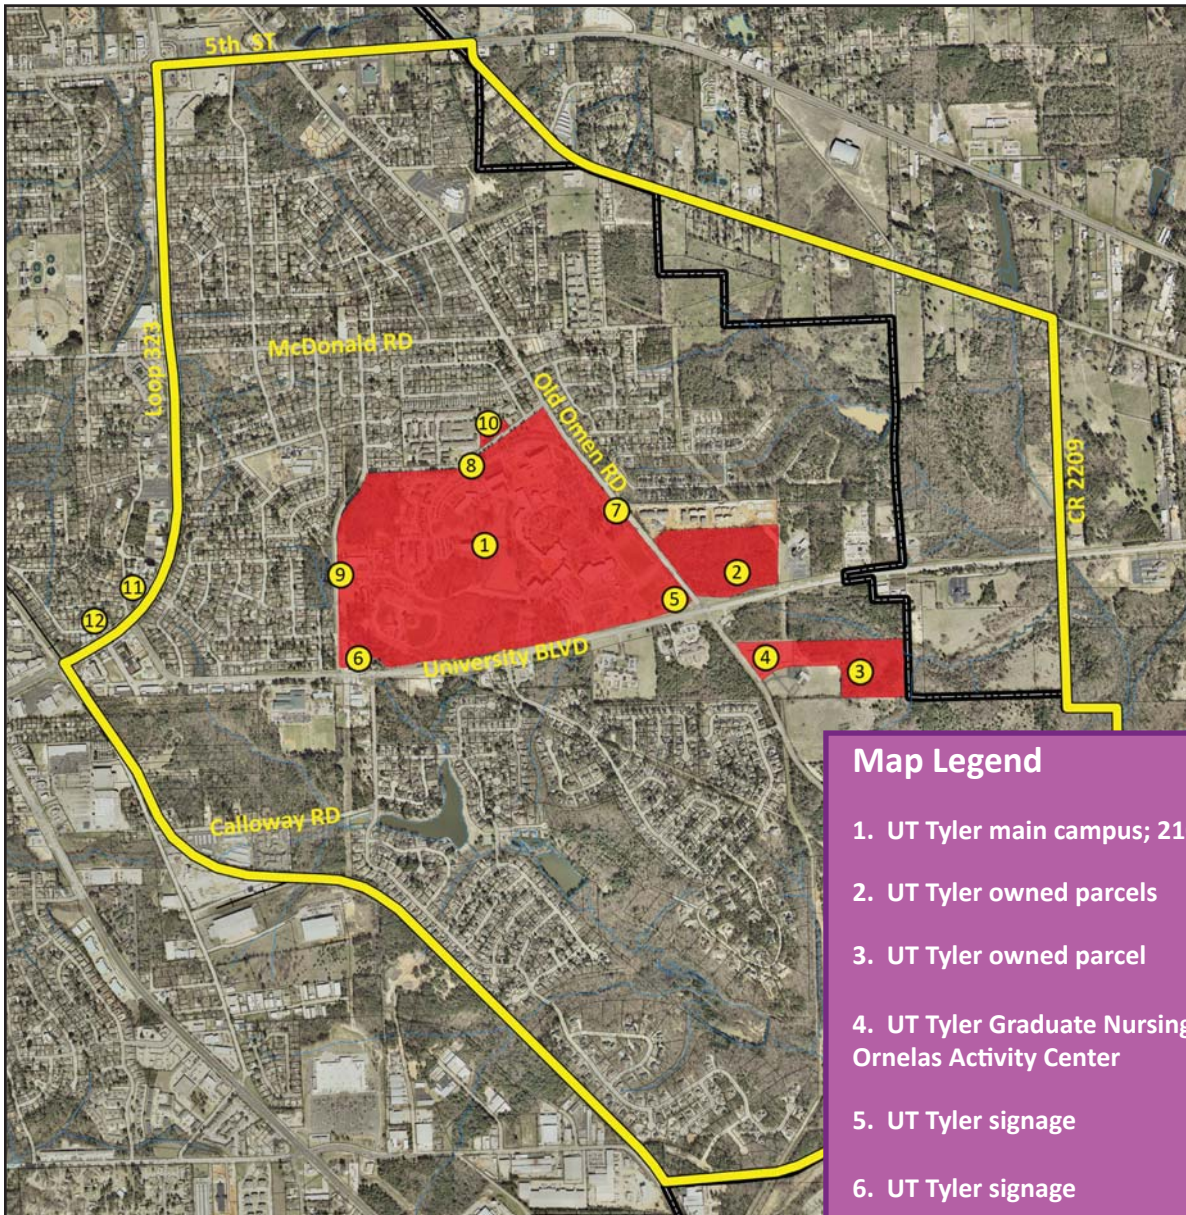 5th ST
Loop 323
McDonald RD
Old Omen RD
CR 2209
10
8
7
1
2
9
11
5
12
6
University BLVD
4
3
Calloway RD
Map Legend
1. UT Tyler main campus; 21
2. UT Tyler owned parcels
3. UT Tyler owned parcel
4. UT Tyler Graduate Nursing
Ornelas Activity Center
5. UT Tyler signage
6. UT Tyler signage